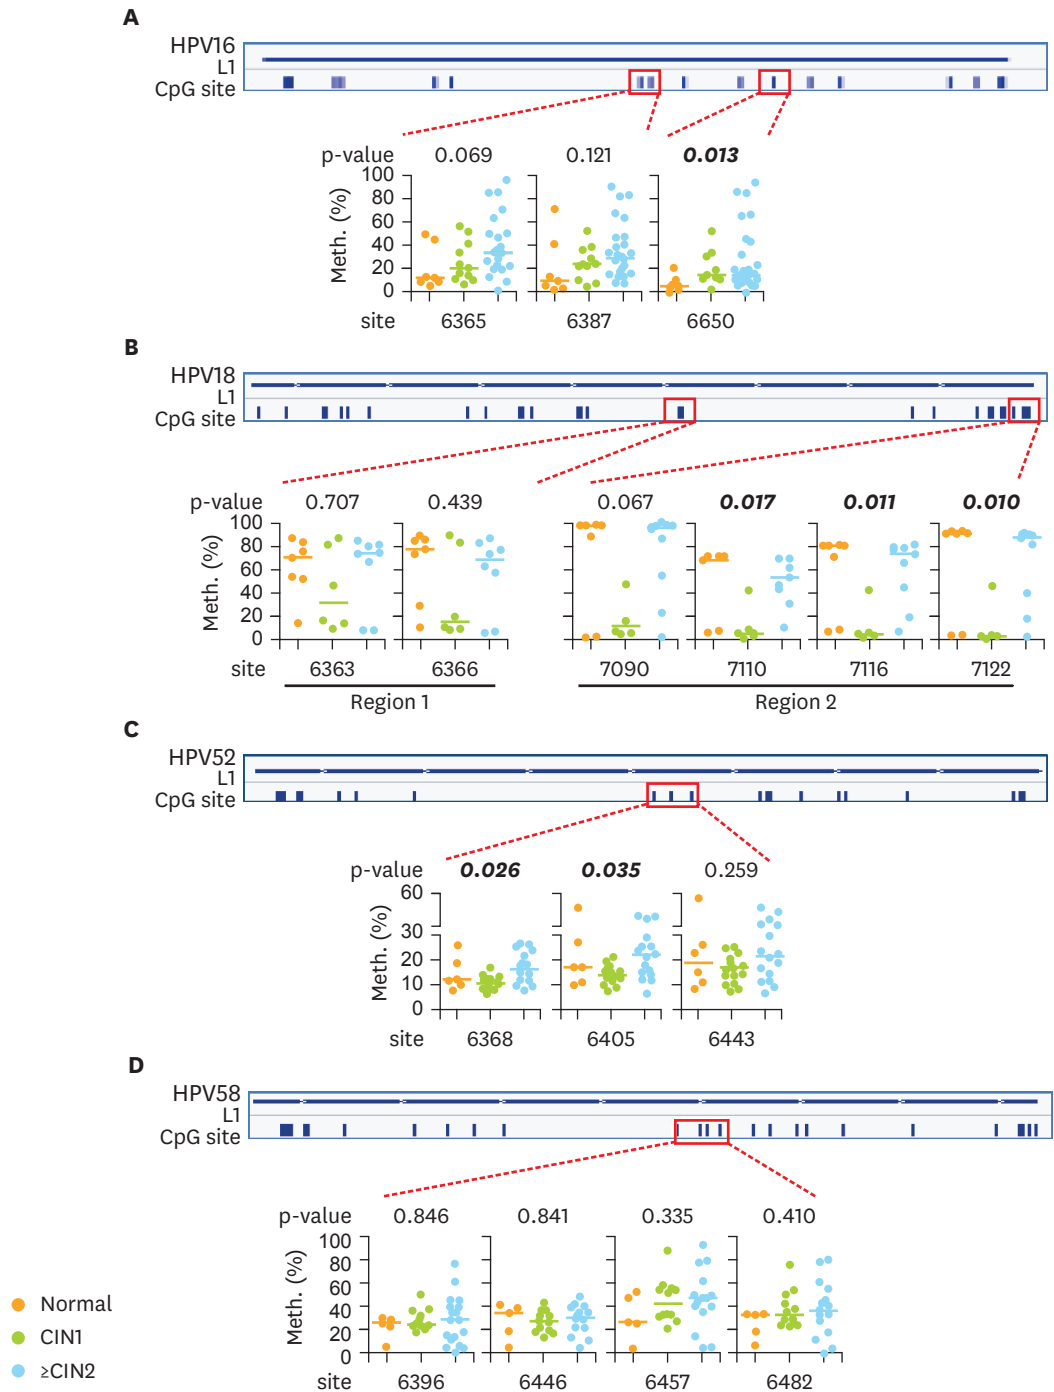 A
HPV16
L1
CpG site
p-value 0.069 0.121 0.013
100
80
60
40
20
0
Meth. (%)
site 6365 6387 6650
B
HPV18
L1
CpG site
p-value 0.707 0.439 0.067 0.017 0.011 0.010
100
80
60
40
20
0
Meth. (%)
site 6363 6366 7090 7110 7116 7122
Region 1 Region 2
C
HPV52
L1
CpG site
p-value 0.026 0.035 0.259
60
30
20
10
0
Meth. (%)
site 6368 6405 6443
D
HPV58
L1
CpG site
p-value 0.846 0.841 0.335 0.410
100
80
60
40
20
0
Meth. (%)
site 6396 6446 6457 6482
Normal
CIN1
≥CIN2